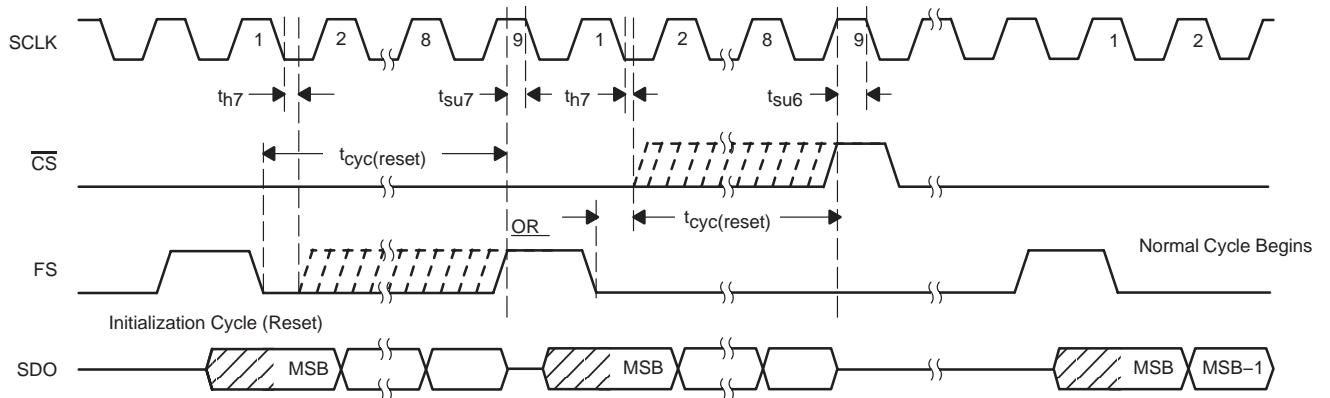 SCLK 1 2 8 9 1 2 8 9 1 2
th7 tsu7 th7 tsu6
CS tcyc(reset)
OR tcyc(reset)
FS Normal Cycle Begins
Initialization Cycle (Reset)
SDO MSB MSB MSB MSB−1